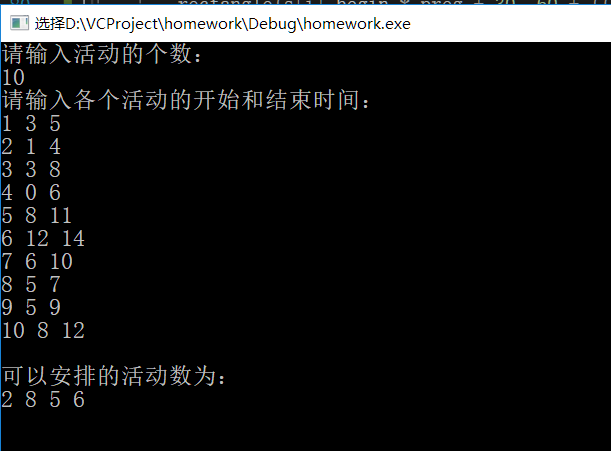 选择D:\VCProject\homework\Debug\homework.exe
请输入活动的个数：
10
请输入各个活动的开始和结束时间：
1 3 5
2 1 4
3 3 8
4 0 6
5 8 11
6 12 14
7 6 10
8 5 7
9 5 9
10 8 12
可以安排的活动数为：
2 8 5 6